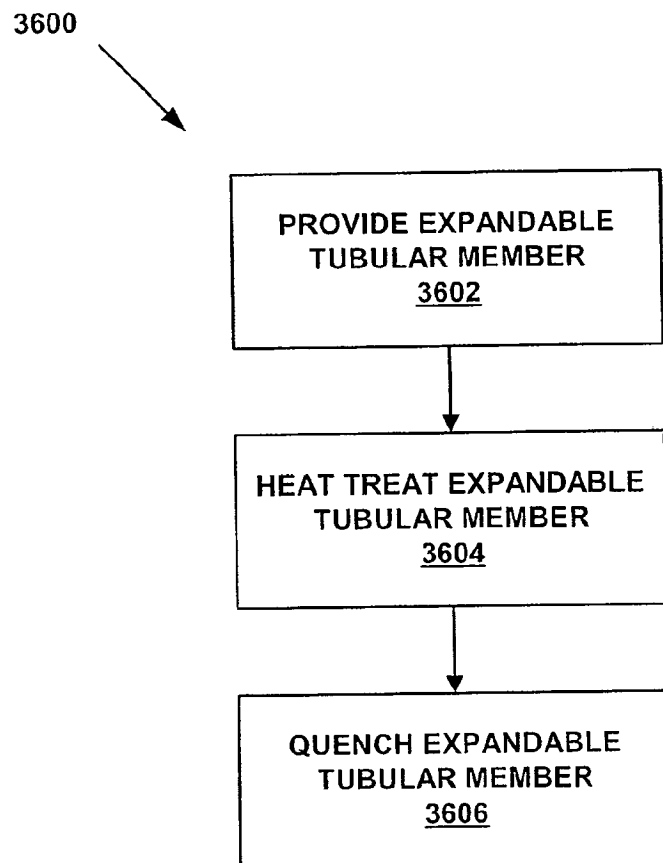 3600
PROVIDE EXPANDABLE
TUBULAR MEMBER
3602
HEAT TREAT EXPANDABLE
TUBULAR MEMBER
3604
QUENCH EXPANDABLE
TUBULAR MEMBER
3606